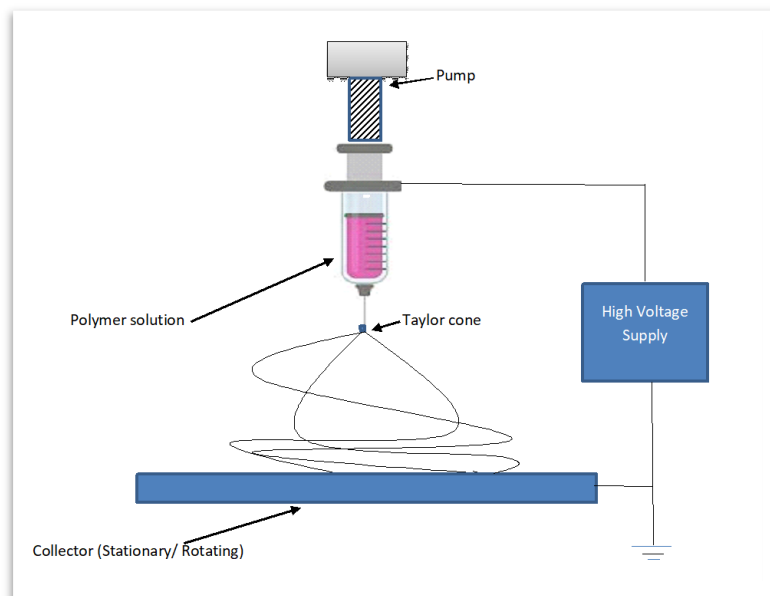 Pump
Polymer solution
Taylor cone
High Voltage
Supply
Collector (Stationary/ Rotating)